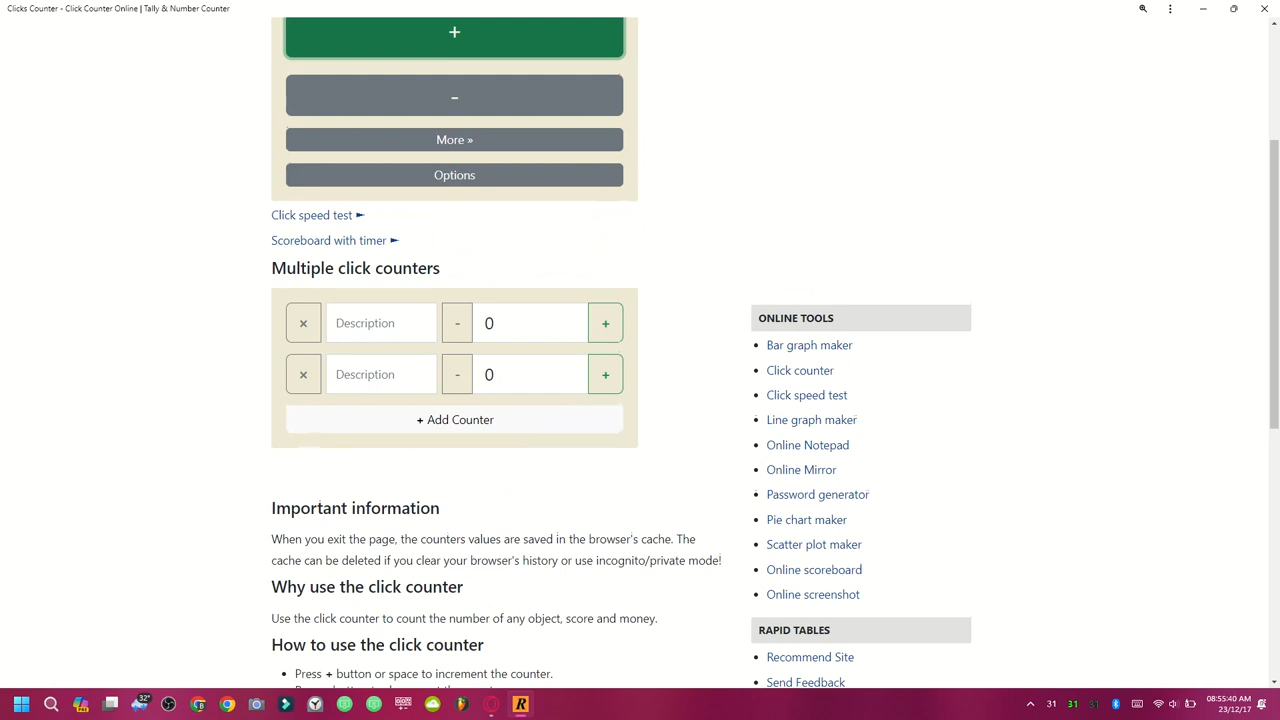 Clicks Counter - Click Counter Online | Tally & Number Counter
+
-
More »
Options
Click speed test ►
Scoreboard with timer ►
Multiple click counters
× Description - 0 +
× Description - 0 +
+ Add Counter
Important information
When you exit the page, the counters values are saved in the browser's cache. The
cache can be deleted if you clear your browser's history or use incognito/private mode!
Why use the click counter
Use the click counter to count the number of any object, score and money.
How to use the click counter
Press + button or space to increment the counter.
ONLINE TOOLS
Bar graph maker
Click counter
Click speed test
Line graph maker
Online Notepad
Online Mirror
Password generator
Pie chart maker
Scatter plot maker
Online scoreboard
Online screenshot
RAPID TABLES
Recommend Site
Send Feedback
32°
31 31 31
08:55:40
23/12/17